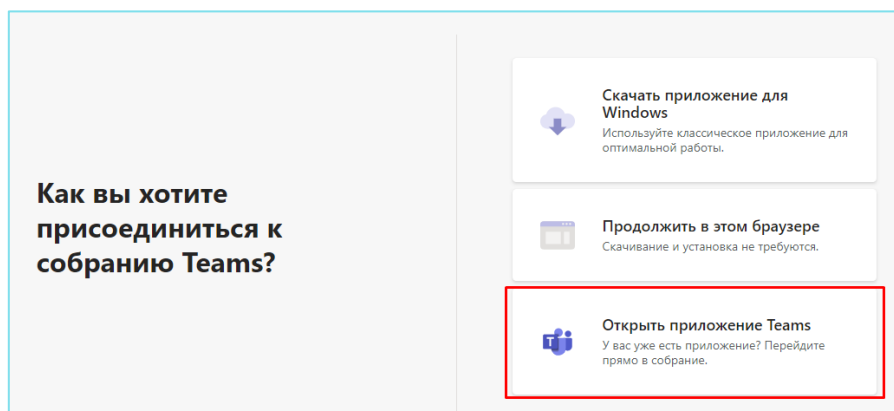 Как вы хотите
присоединиться к
собранию Teams?
Скачать приложение для
Windows
Используйте классическое приложение для
оптимальной работы.
Продолжить в этом браузере
Скачивание и установка не требуются.
Открыть приложение Teams
У вас уже есть приложение? Перейдите
прямо в собрание.